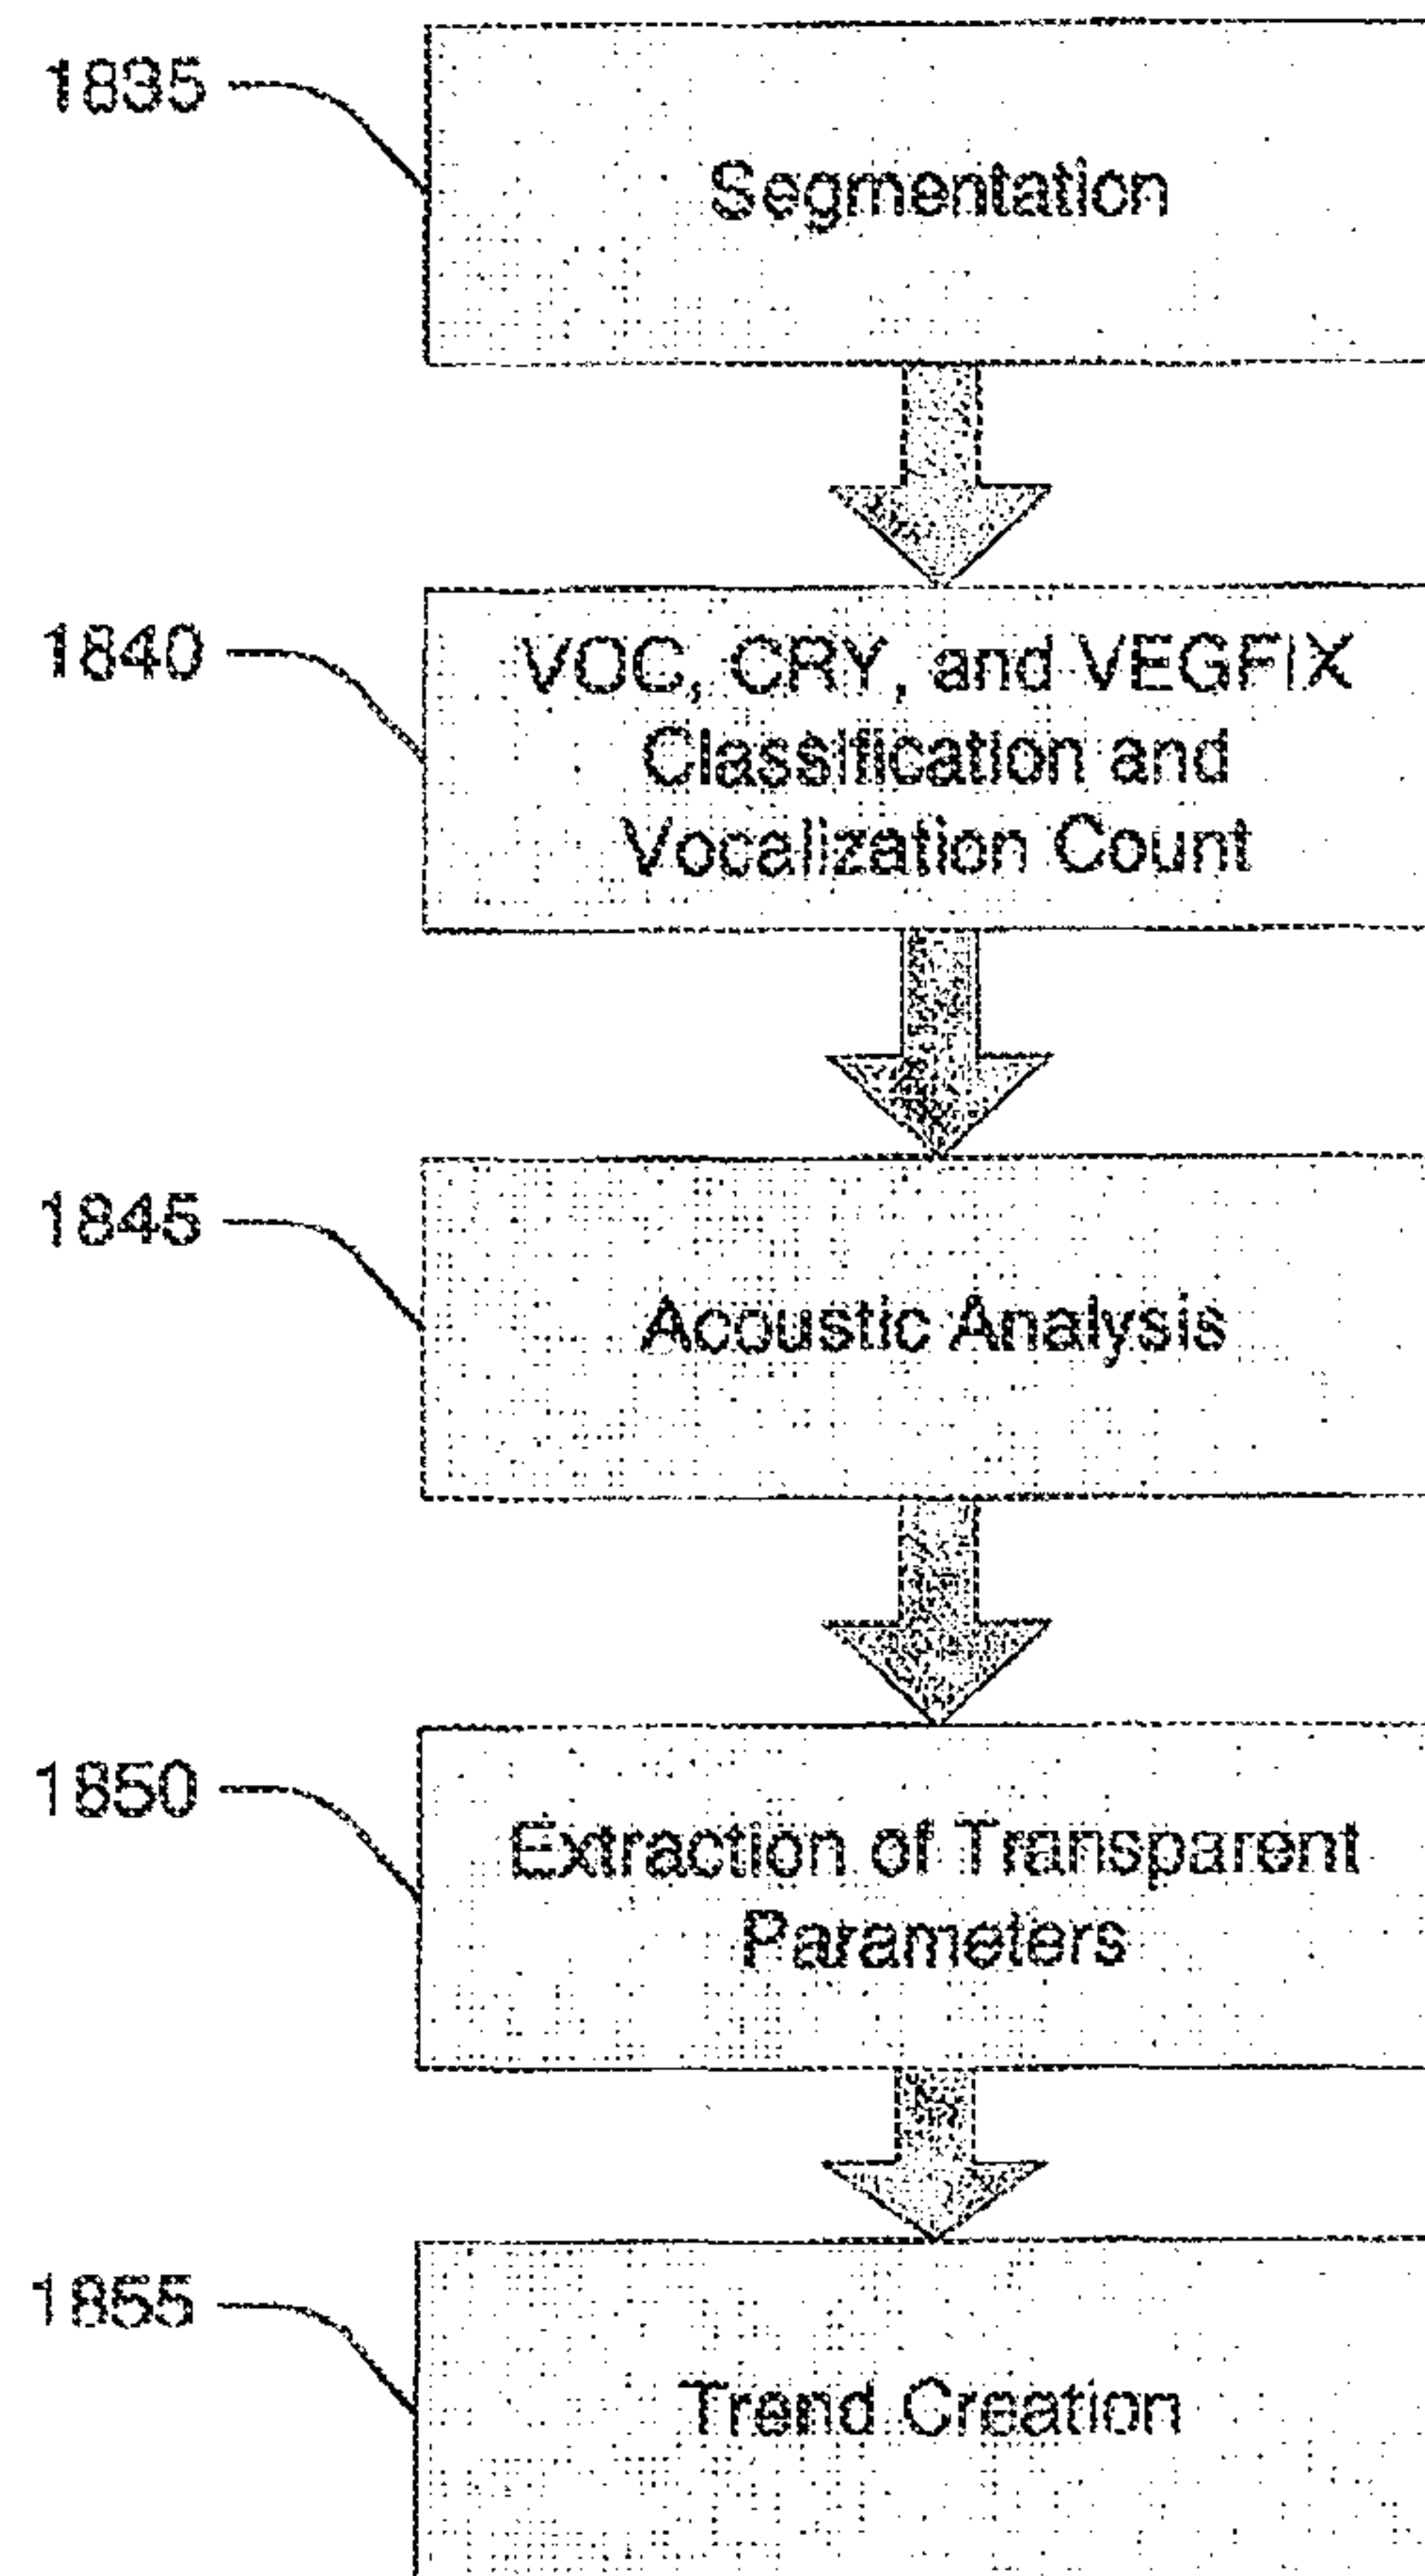 1835
Segmentation
1840
VOC, CRY, and VEGFIX
Classification and
Vocalization Count
1845
Acoustic Analysis
1850
Extraction of Transparent
Parameters
1855
Trend Creation